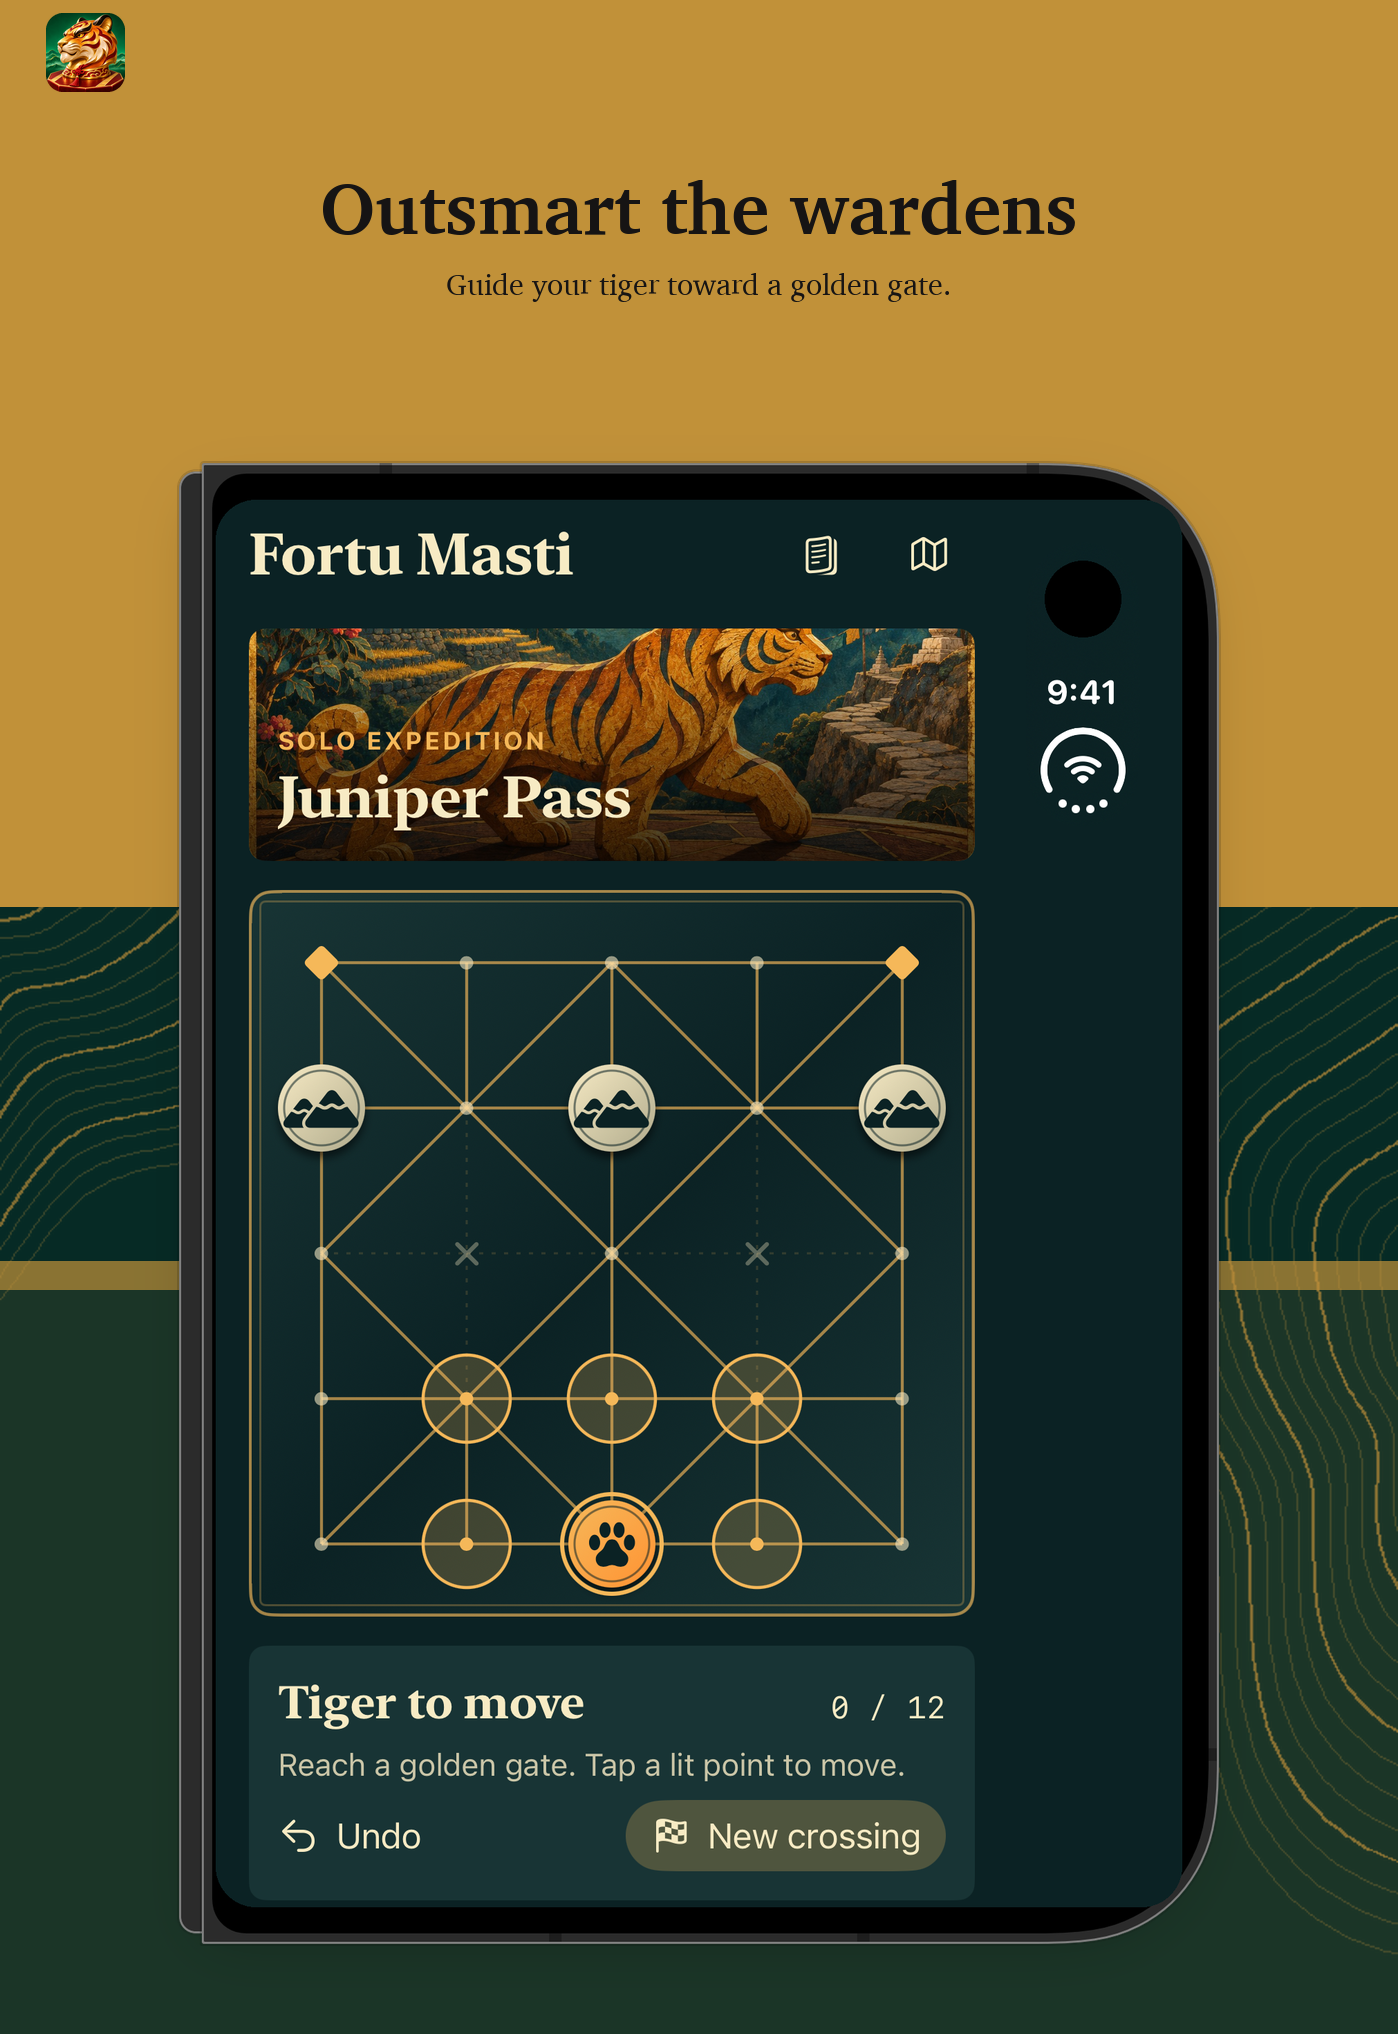 Outsmart the wardens
Guide your tiger toward a golden gate.
Fortu Masti
9:41
SOLO EXPEDITION
Juniper Pass
Tiger to move
0 / 12
Reach a golden gate. Tap a lit point to move.
Undo
New crossing